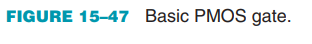 FIGURE 15–47 Basic PMOS gate.